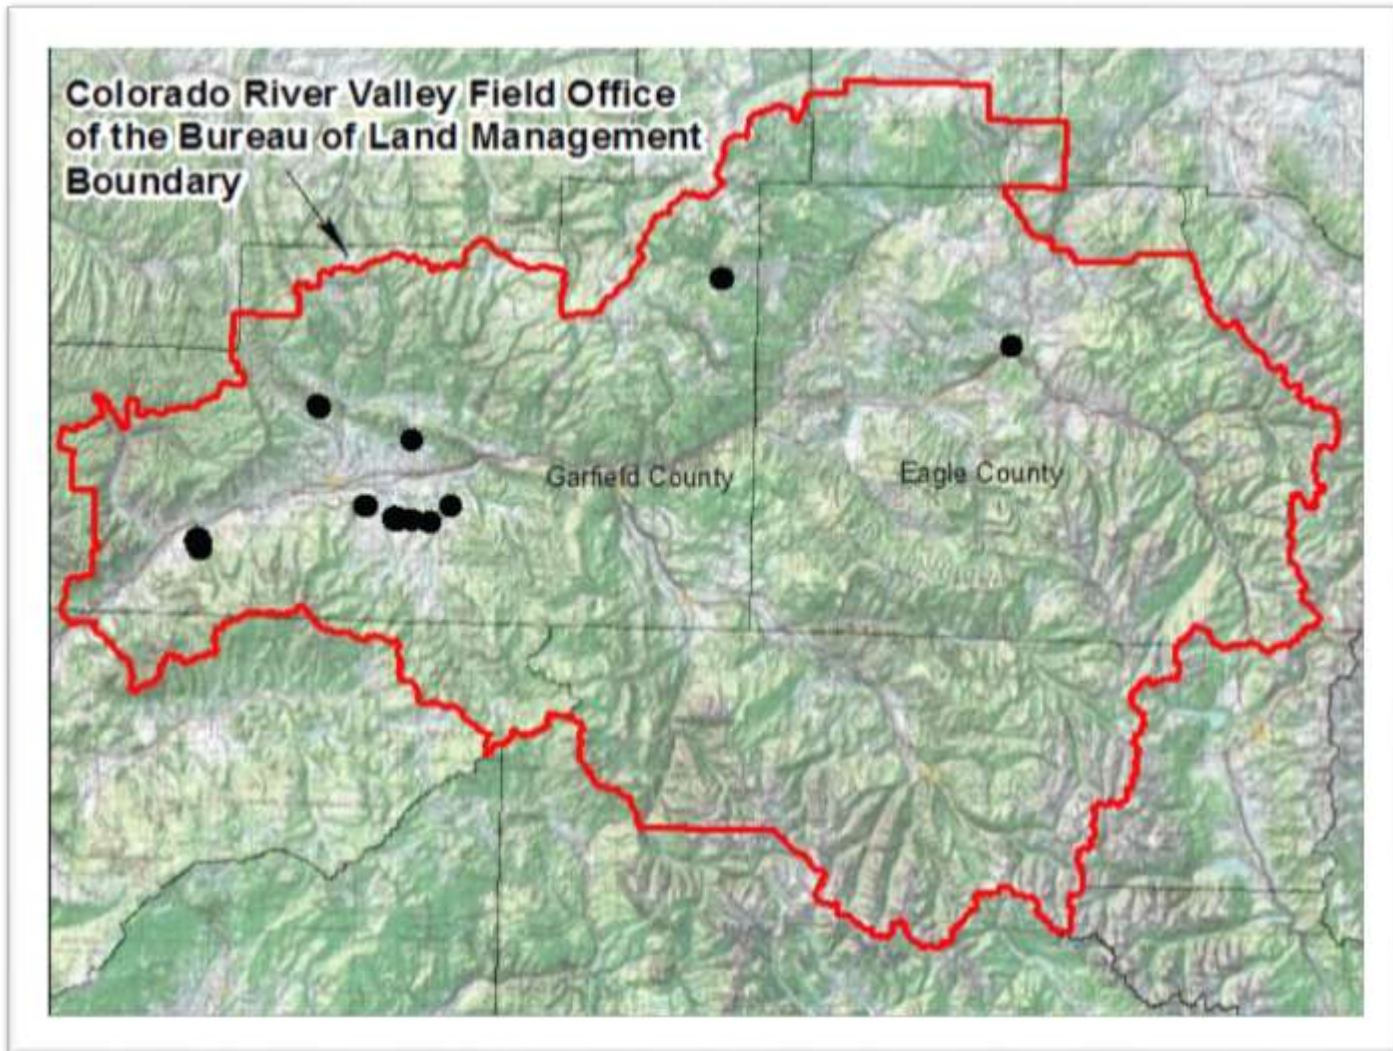 Colorado River Valley Field Office
of the Bureau of Land Management
Boundary
Garfield County
Eagle County